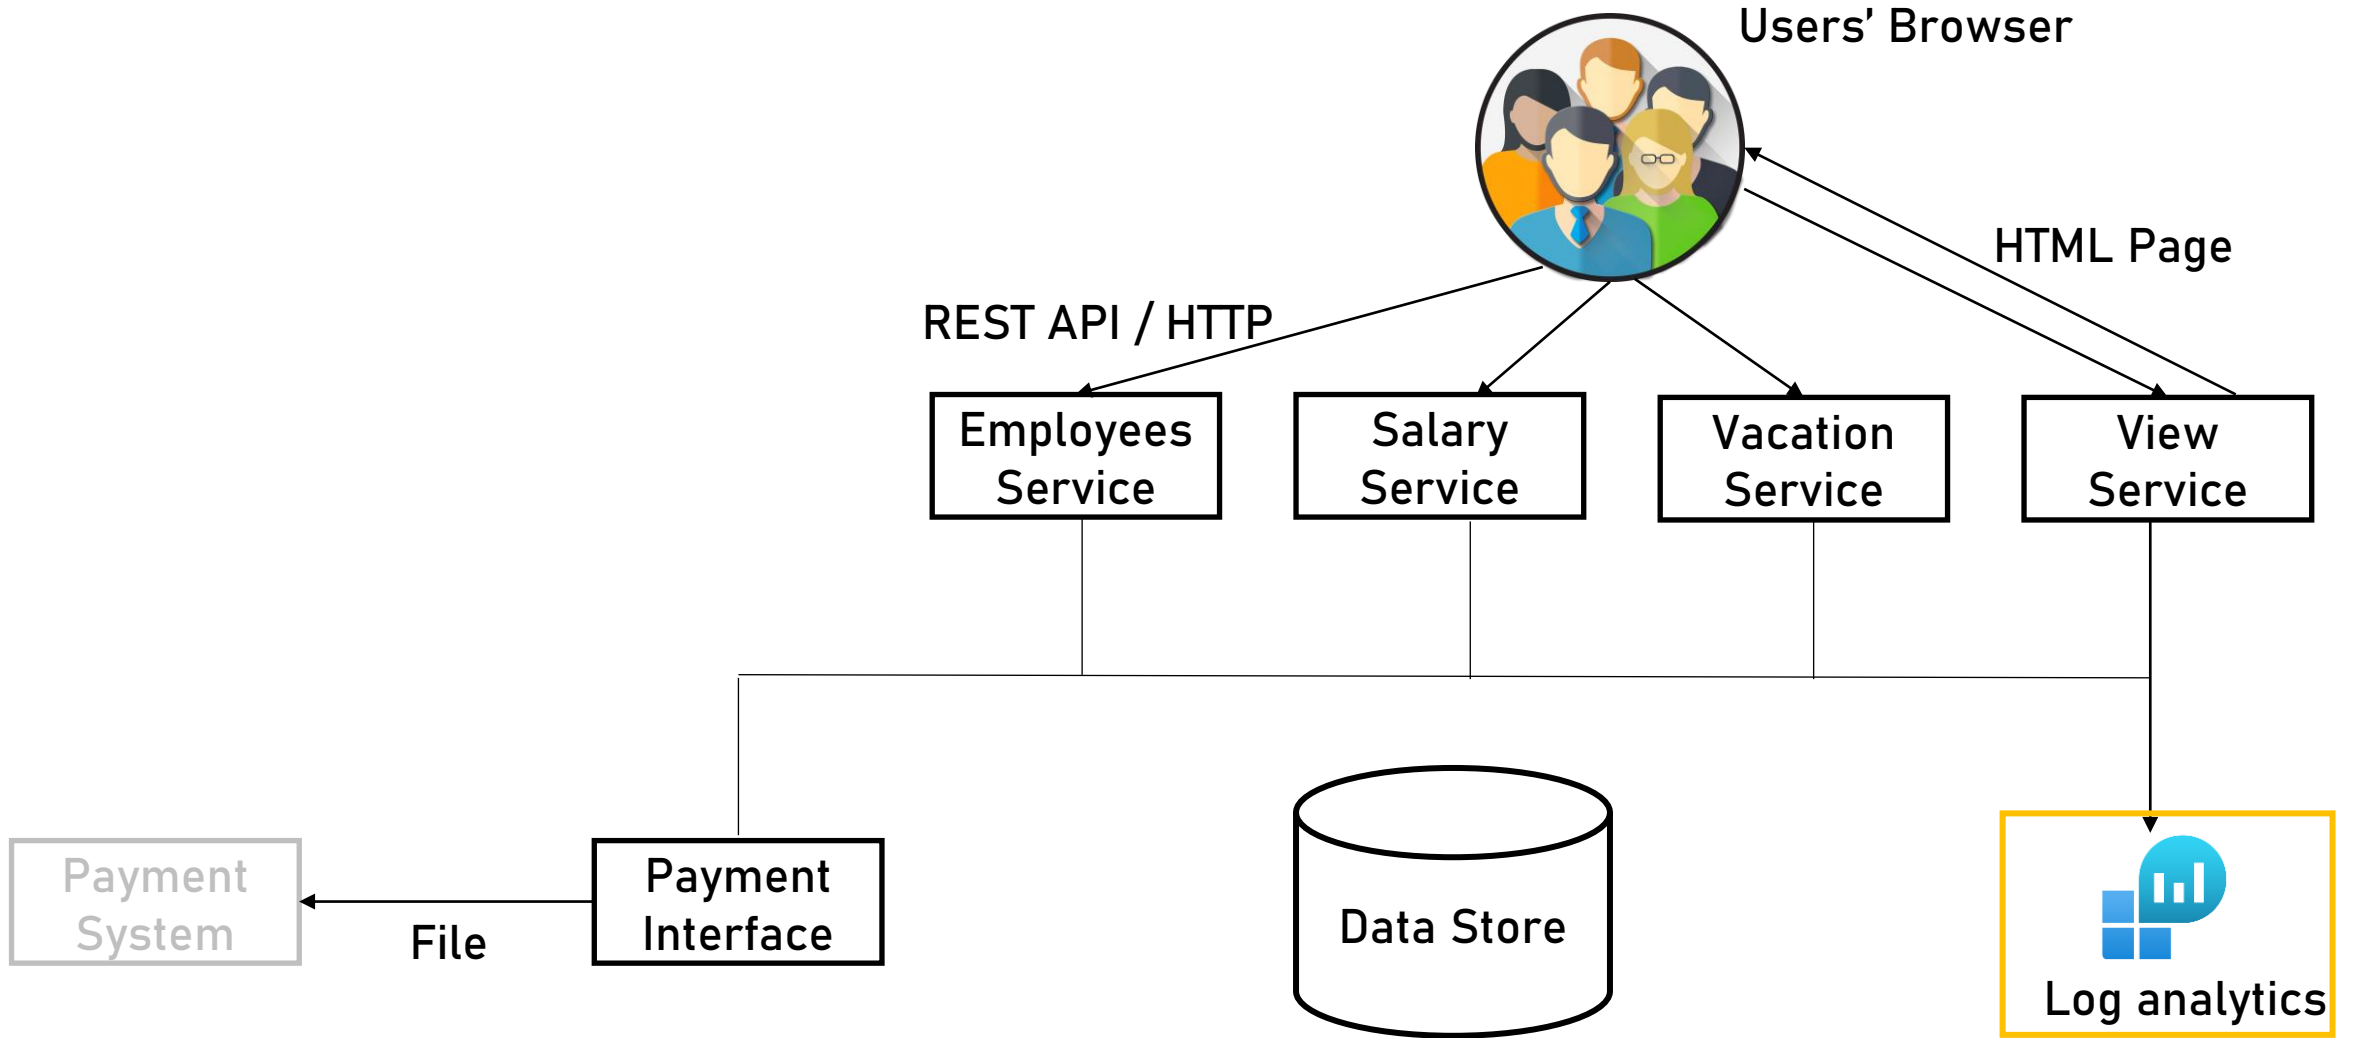 Users’ Browser
HTML Page
REST API / HTTP
Employees
Service
Salary
Service
Vacation
Service
View
Service
Payment
System
File
Payment
Interface
Data Store
Log analytics